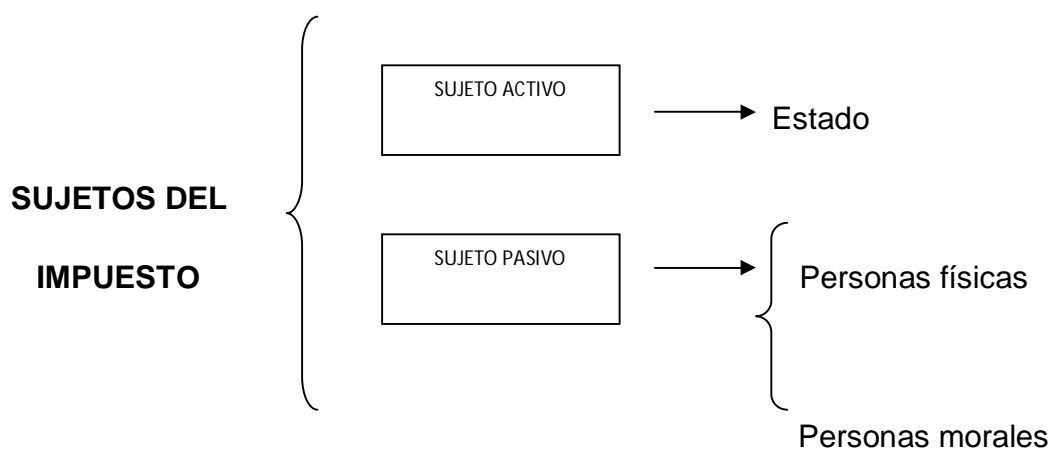 SUJETOS DEL
IMPUESTO
SUJETO ACTIVO
Estado
SUJETO PASIVO
Personas físicas
Personas morales